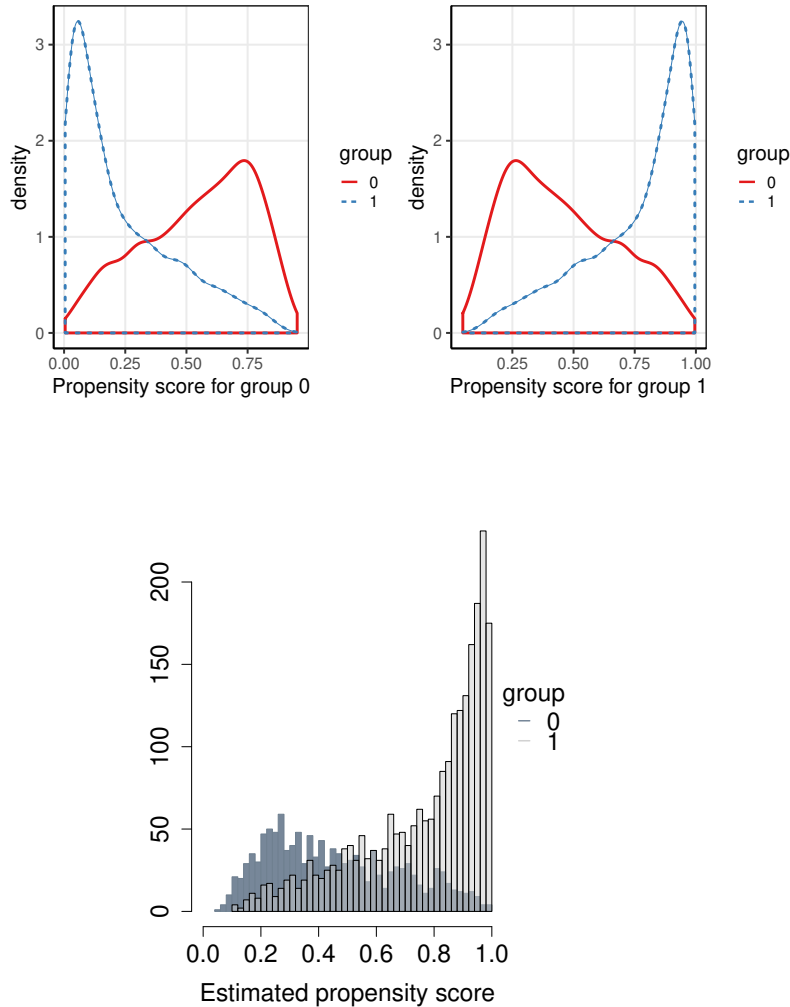 3
2
1
0
density
0.00 0.25 0.50 0.75
Propensity score for group 0
group
0
1
3
2
1
0
density
0.25 0.50 0.75 1.00
Propensity score for group 1
group
0
1
200
150
100
50
0
0.0 0.2 0.4 0.6 0.8 1.0
Estimated propensity score
group
0
1